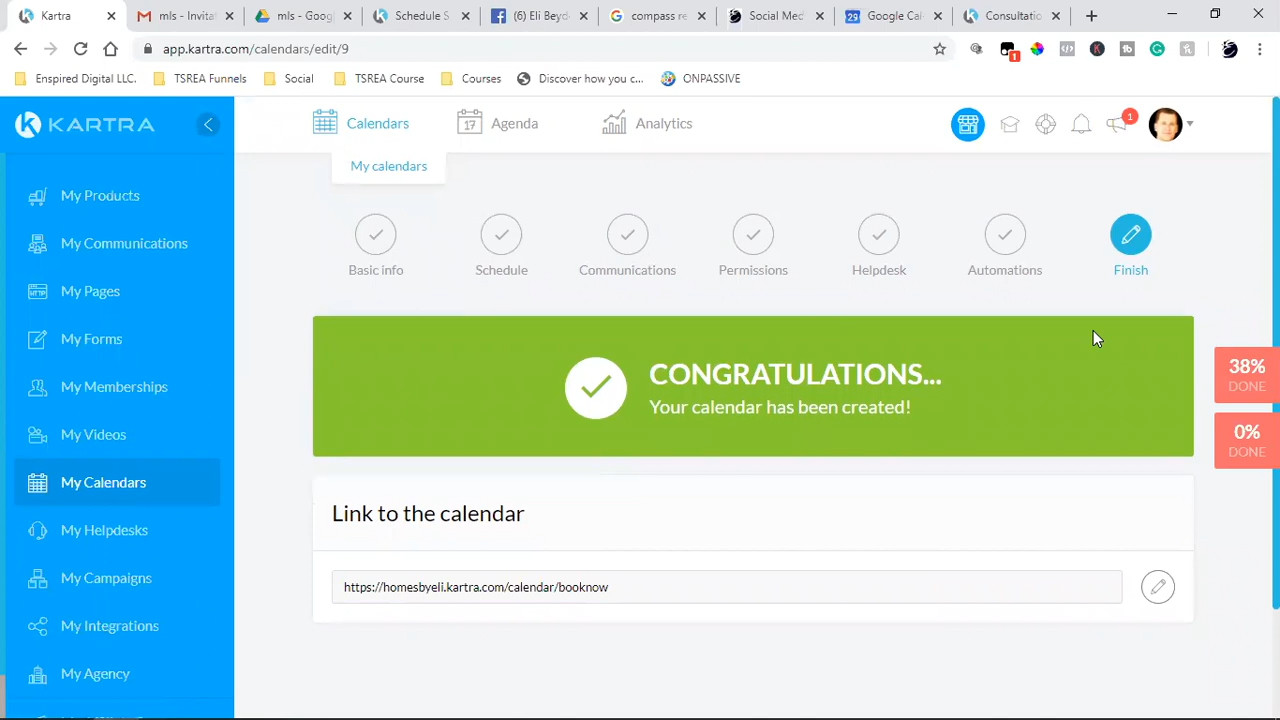 Kartra
mls - Invitat
mls - Goog
Schedule S
(6) Eli Beyd
compass re
Social Med
Google Cal
Consultatio
app.kartra.com/calendars/edit/9
1
Enspired Digital LLC.
TSREA Funnels
Social
TSREA Course
Courses
Discover how you c...
ONPASSIVE
KARTRA
Calendars
17
Agenda
Analytics
1
My calendars
My Products
My Communications
My Pages
My Forms
My Memberships
My Videos
My Calendars
My Helpdesks
My Campaigns
My Integrations
My Agency
Basic info
Schedule
Communications
Permissions
Helpdesk
Automations
Finish
CONGRATULATIONS...
Your calendar has been created!
38%
DONE
0%
DONE
Link to the calendar
https://homesbyeli.kartra.com/calendar/booknow